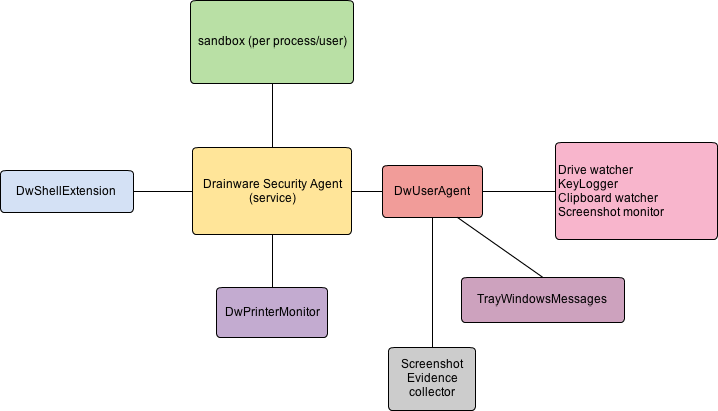 sandbox (per process/user)
DwShellExtension
Drainware Security Agent
(service)
DwUserAgent
Drive watcher
KeyLogger
Clipboard watcher
Screenshot monitor
DwPrinterMonitor
TrayWindowsMessages
Screenshot
Evidence
collector